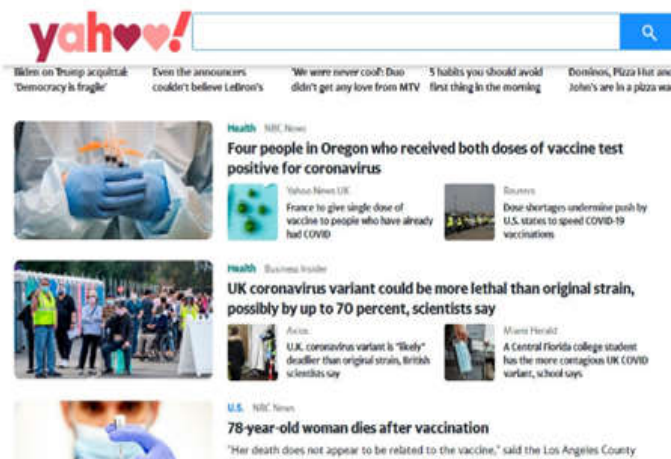 yahoo!
Biden on Trump acquittal: Even the announcers 'We were never cool': Duo 5 habits you should avoid Dominos, Pizza Hut and
'Democracy is fragile' couldn't believe LeBron's didn't get any love from MTV first thing in the morning John's are in a pizza wa
Health NBC News
Four people in Oregon who received both doses of vaccine test
positive for coronavirus
Yahoo News UK
France to give single dose of
vaccine to people who have already
had COVID
Reuters
Dose shortages undermine push by
U.S. states to speed COVID-19
vaccinations
Health Business Insider
UK coronavirus variant could be more lethal than original strain,
possibly by up to 70 percent, scientists say
Axios
U.K. coronavirus variant is "likely"
deadlier than original strain, British
scientists say
Miami Herald
A Central Florida college student
has the more contagious UK COVID
variant, school says
U.S. NBC News
78-year-old woman dies after vaccination
"Her death does not appear to be related to the vaccine," said the Los Angeles County